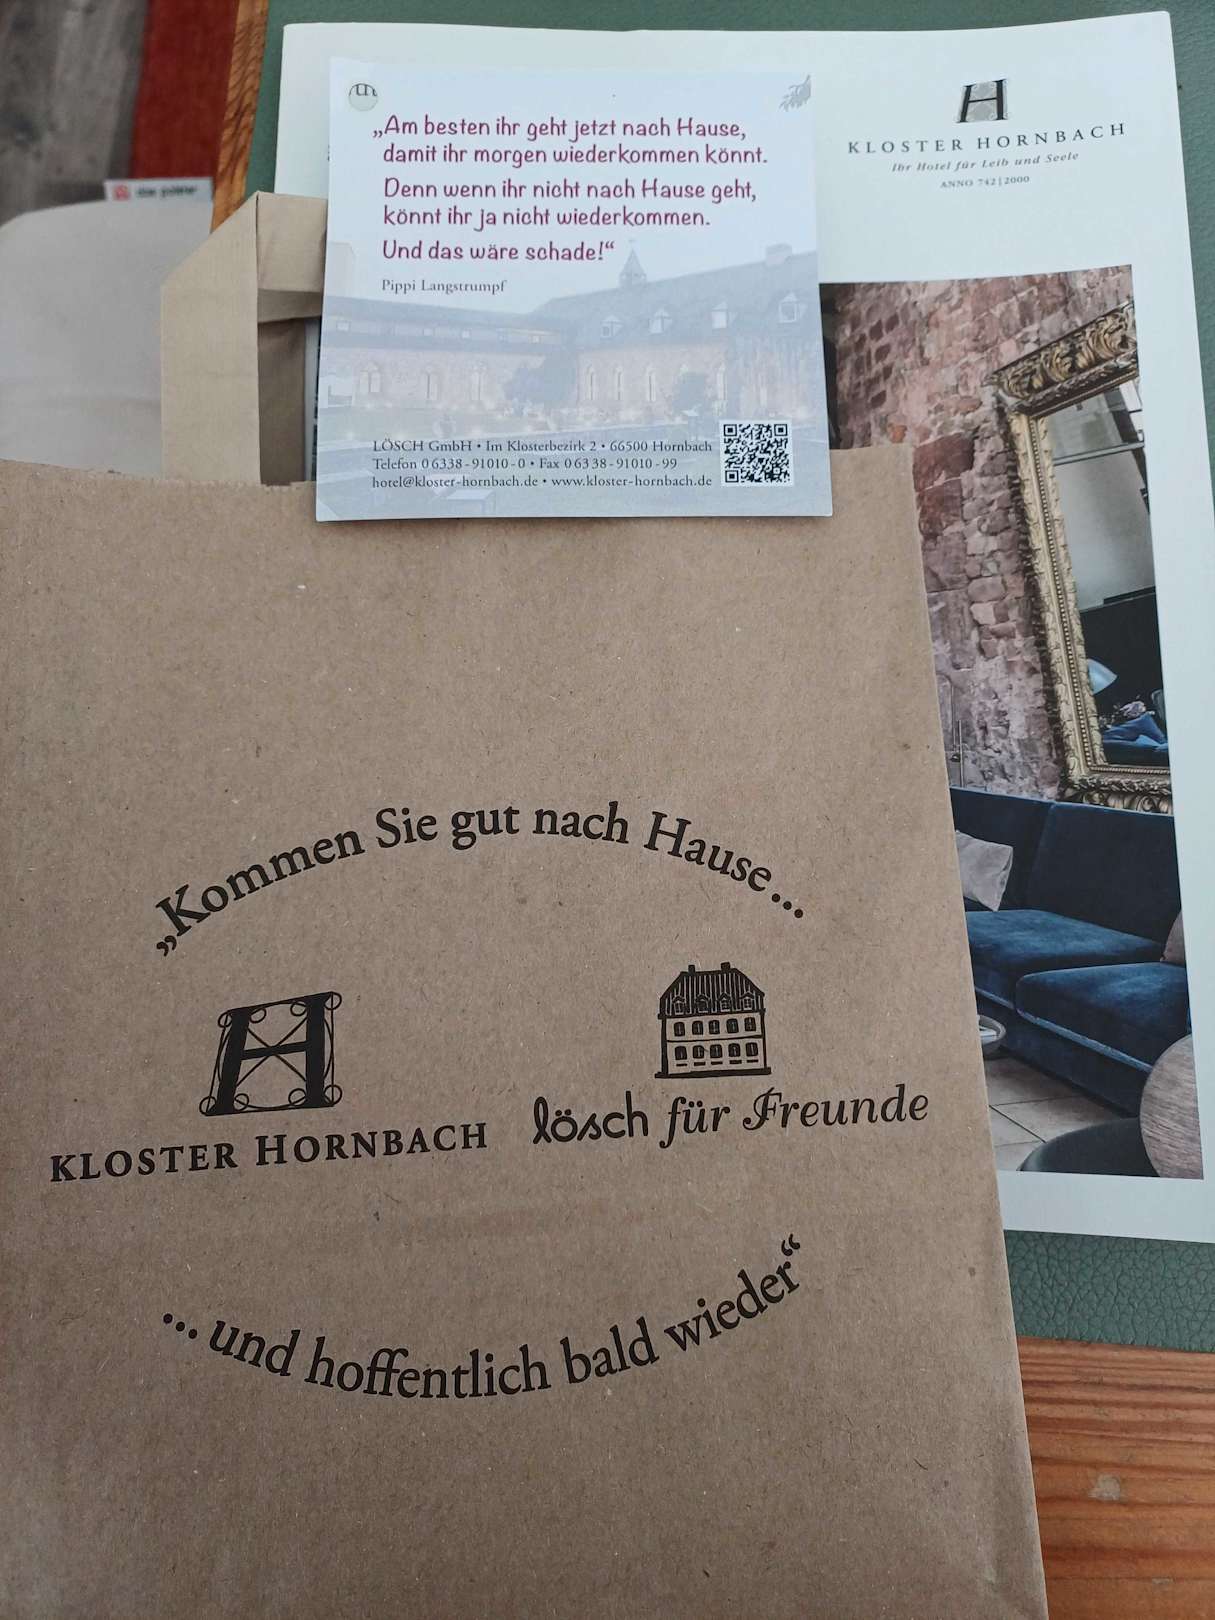 „Am besten ihr geht jetzt nach Hause,
damit ihr morgen wiederkommen könnt.
Denn wenn ihr nicht nach Hause geht,
könnt ihr ja nicht wiederkommen.
Und das wäre schade!“
Pippi Langstrumpf
LÖSCH GmbH • Im Klosterbezirk 2 • 66500 Hornbach
Telefon 0 6338 - 91010 - 0 • Fax 0 6338 - 91010 - 99
hotel@kloster-hornbach.de • www.kloster-hornbach.de
H
KLOSTER HORNBACH
Ihr Hotel für Leib und Seele
ANNO 742 | 2000
„Kommen Sie gut nach Hause...
H
KLOSTER HORNBACH
lösch für Freunde
... und hoffentlich bald wieder“